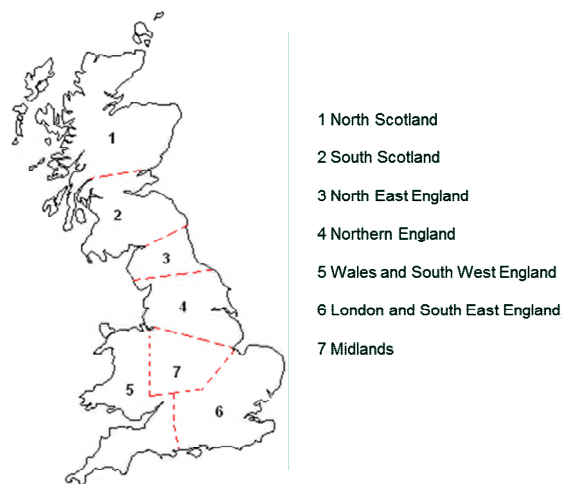 1
2
3
4
5
6
7
1 North Scotland
2 South Scotland
3 North East England
4 Northern England
5 Wales and South West England
6 London and South East England
7 Midlands